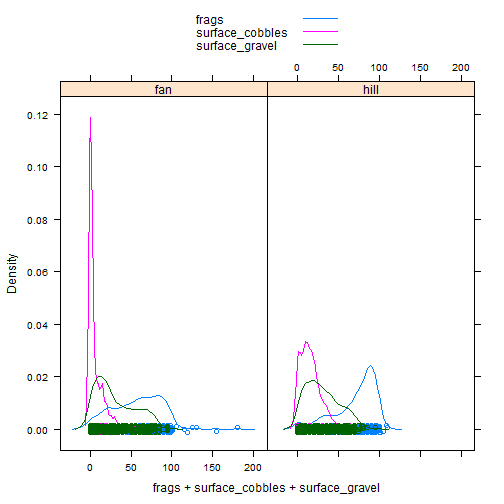 frags
surface_cobbles
surface_gravel
0 50 100 150 200
fan hill
0.12
0.10
0.08
0.06
0.04
0.02
0.00
Density
0 50 100 150 200
frags + surface_cobbles + surface_gravel